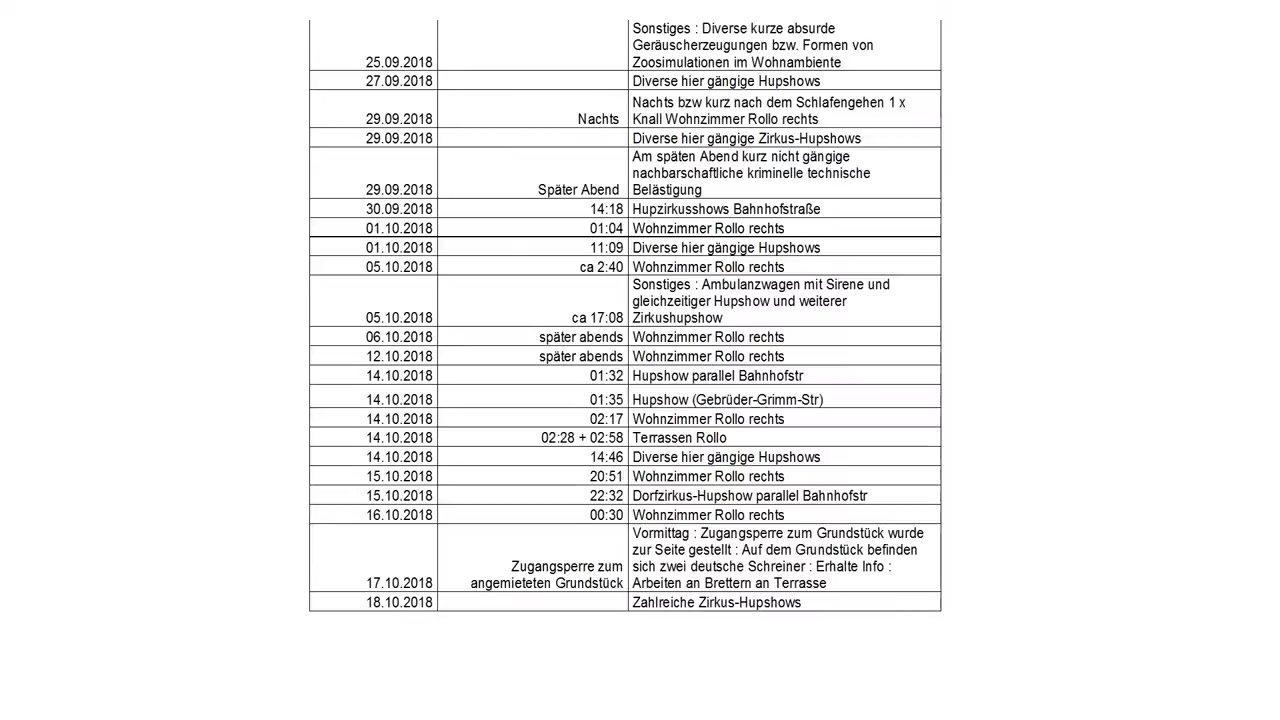 Sonstiges : Diverse kurze absurde
Geräuscherzeugungen bzw. Formen von
25.09.2018 Zoosimulationen im Wohnambiente
27.09.2018 Diverse hier gängige Hupshows
Nachts bzw kurz nach dem Schlafengehen 1 x
29.09.2018 Nachts Knall Wohnzimmer Rollo rechts
29.09.2018 Diverse hier gängige Zirkus-Hupshows
Am späten Abend kurz nicht gängige
nachbarschaftliche kriminelle technische
29.09.2018 Später Abend Belästigung
30.09.2018 14:18 Hupzirkusshows Bahnhofstraße
01.10.2018 01:04 Wohnzimmer Rollo rechts
01.10.2018 11:09 Diverse hier gängige Hupshows
05.10.2018 ca 2:40 Wohnzimmer Rollo rechts
Sonstiges : Ambulanzwagen mit Sirene und
gleichzeitiger Hupshow und weiterer
05.10.2018 ca 17:08 Zirkushupshow
06.10.2018 später abends Wohnzimmer Rollo rechts
12.10.2018 später abends Wohnzimmer Rollo rechts
14.10.2018 01:32 Hupshow parallel Bahnhofstr
14.10.2018 01:35 Hupshow (Gebrüder-Grimm-Str)
14.10.2018 02:17 Wohnzimmer Rollo rechts
14.10.2018 02:28 + 02:58 Terrassen Rollo
14.10.2018 14:46 Diverse hier gängige Hupshows
15.10.2018 20:51 Wohnzimmer Rollo rechts
15.10.2018 22:32 Dorfzirkus-Hupshow parallel Bahnhofstr
16.10.2018 00:30 Wohnzimmer Rollo rechts
Vormittag : Zugangsperre zum Grundstück wurde
zur Seite gestellt : Auf dem Grundstück befinden
Zugangsperre zum sich zwei deutsche Schreiner : Erhalte Info :
17.10.2018 angemieteten Grundstück Arbeiten an Brettern an Terrasse
18.10.2018 Zahlreiche Zirkus-Hupshows